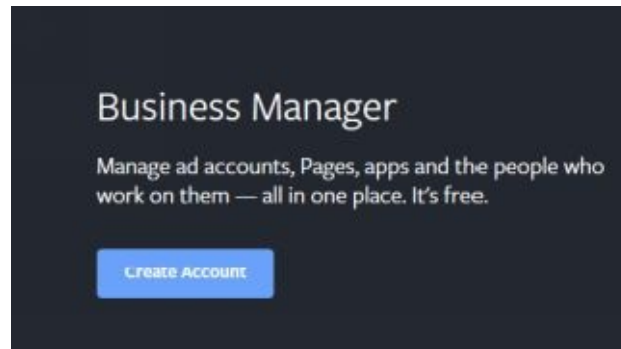 Business Manager
Manage ad accounts, Pages, apps and the people who
work on them — all in one place. It's free.
Create Account